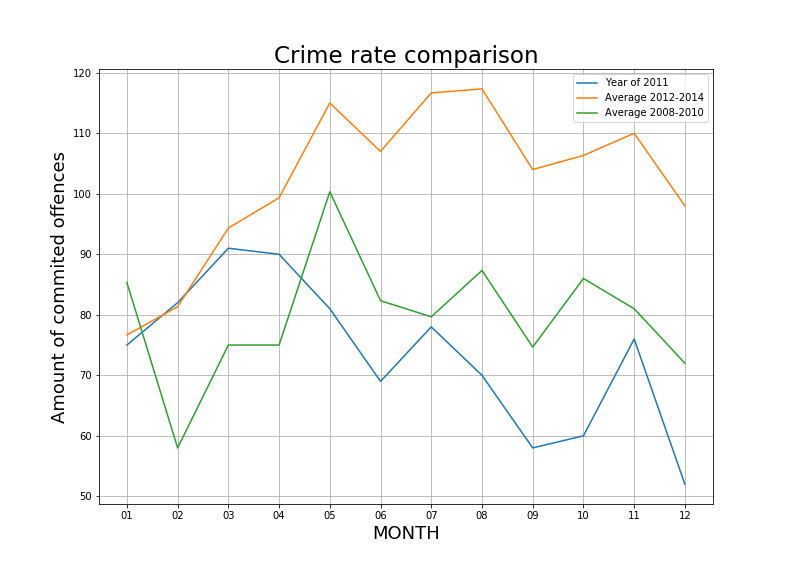 Crime rate comparison
Year of 2011
Average 2012-2014
Average 2008-2010
Amount of commited offences
120
110
100
90
80
70
60
50
01 02 03 04 05 06 07 08 09 10 11 12
MONTH